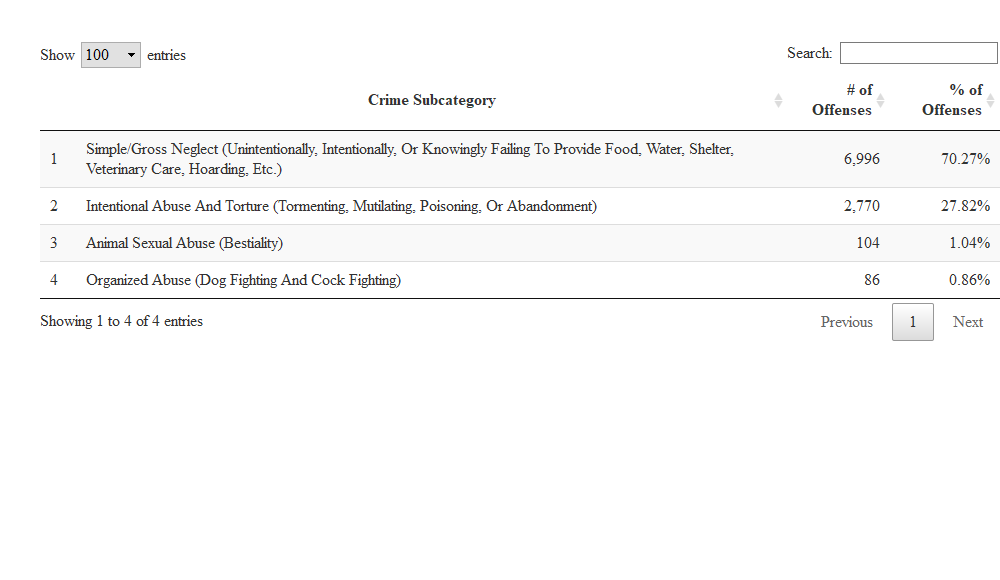 Show 100 entries Search:
Crime Subcategory # of Offenses % of Offenses
1 Simple/Gross Neglect (Unintentionally, Intentionally, Or Knowingly Failing To Provide Food, Water, Shelter,
Veterinary Care, Hoarding, Etc.) 6,996 70.27%
2 Intentional Abuse And Torture (Tormenting, Mutilating, Poisoning, Or Abandonment) 2,770 27.82%
3 Animal Sexual Abuse (Bestiality) 104 1.04%
4 Organized Abuse (Dog Fighting And Cock Fighting) 86 0.86%
Showing 1 to 4 of 4 entries Previous 1 Next